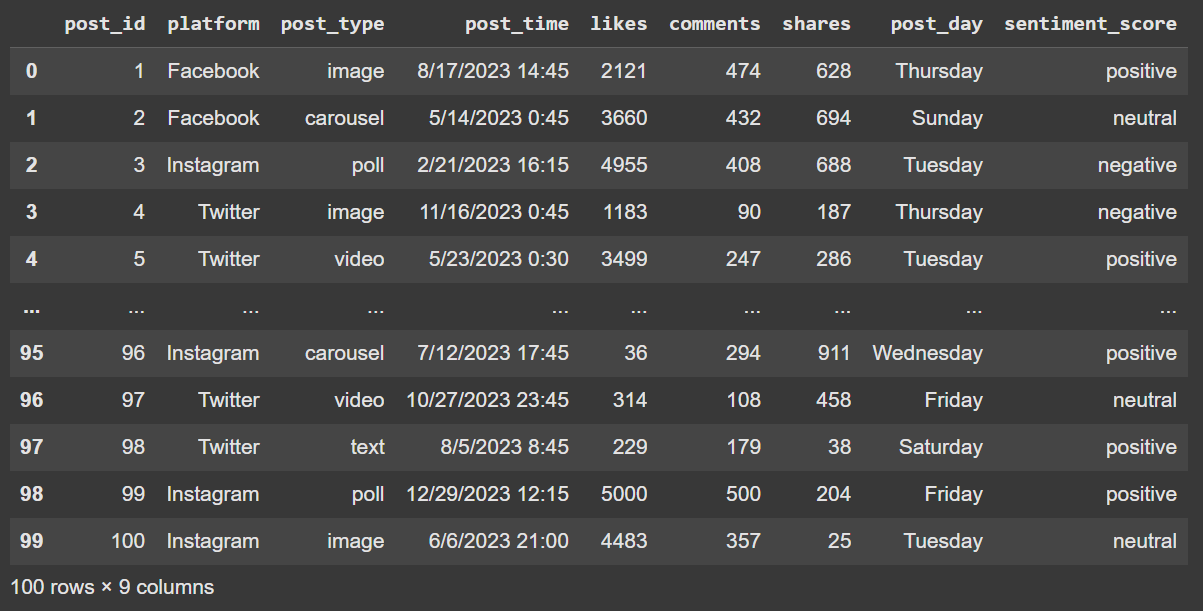 post_id platform post_type post_time likes comments shares post_day sentiment_score
0 1 Facebook image 8/17/2023 14:45 2121 474 628 Thursday positive
1 2 Facebook carousel 5/14/2023 0:45 3660 432 694 Sunday neutral
2 3 Instagram poll 2/21/2023 16:15 4955 408 688 Tuesday negative
3 4 Twitter image 11/16/2023 0:45 1183 90 187 Thursday negative
4 5 Twitter video 5/23/2023 0:30 3499 247 286 Tuesday positive
... ... ... ... ... ... ... ... ... ...
95 96 Instagram carousel 7/12/2023 17:45 36 294 911 Wednesday positive
96 97 Twitter video 10/27/2023 23:45 314 108 458 Friday neutral
97 98 Twitter text 8/5/2023 8:45 229 179 38 Saturday positive
98 99 Instagram poll 12/29/2023 12:15 5000 500 204 Friday positive
99 100 Instagram image 6/6/2023 21:00 4483 357 25 Tuesday neutral
100 rows × 9 columns